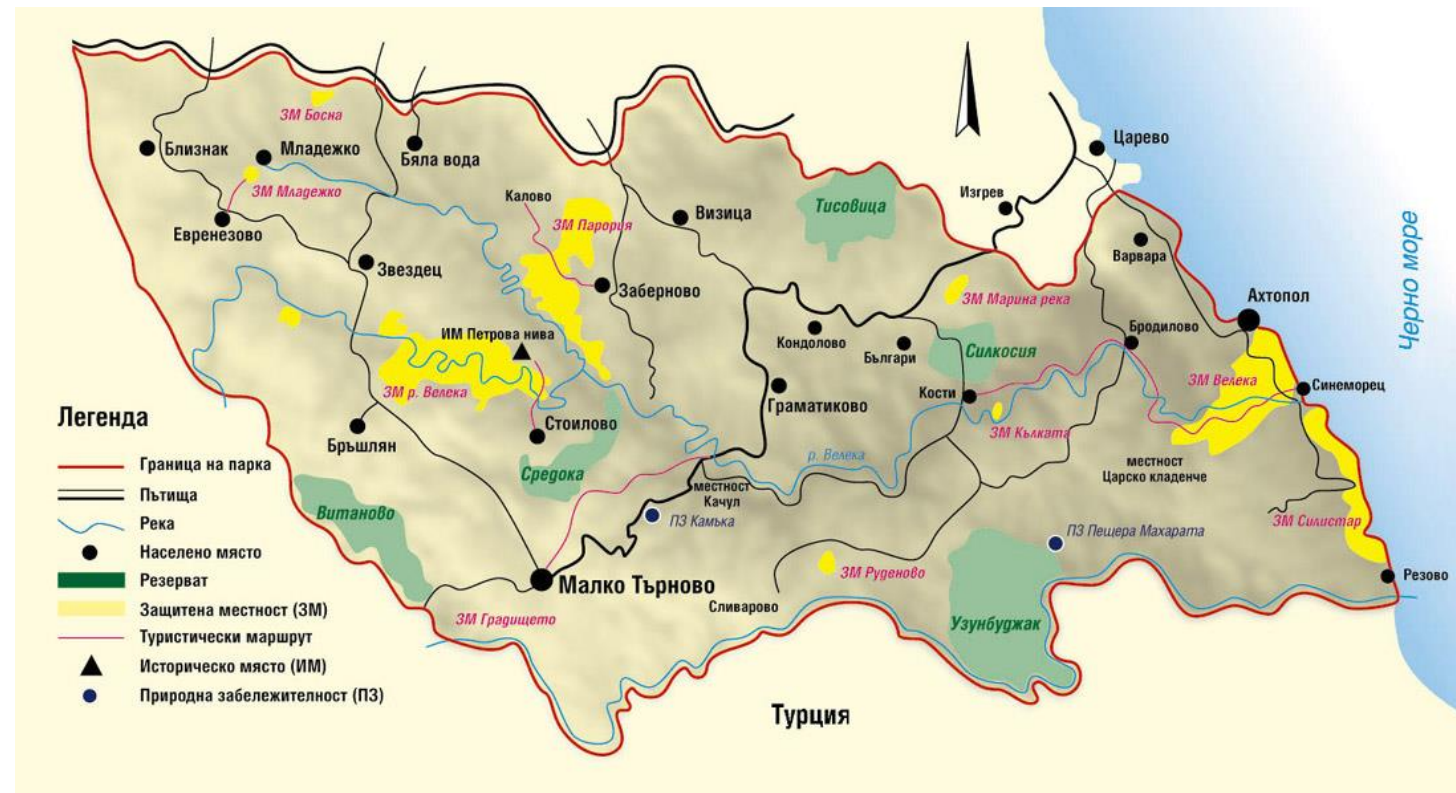 ЗМ Босна
Близнак
Младежко
Бяла вода
Царево
ЗМ Младежко
Калово
Изгрев
Тисовица
Визица
ЗМ Парория
Евренезово
Варвара
Черно море
Звездец
Заберново
ЗМ Марина река
Ахтопол
ИМ Петрова нива
Кондолово
Българи
Силкосия
Бродилово
ЗМ р. Велека
Граматиково
Кости
ЗМ Велека
Синеморец
Легенда
Стоилово
Бръшлян
ЗМ Кълката
р. Велека
Граница на парка
Средока
местност
Царско кладенче
Пътища
местност
Качул
Витаново
ПЗ Камъка
ЗМ Силистар
Река
ПЗ Пещера Махарата
Населено място
ЗМ Руденово
Резово
Резерват
Малко Търново
Сливарово
Защитена местност (ЗМ)
ЗМ Градището
Узунбуджак
Туристически маршрут
Историческо място (ИМ)
Природна забележителност (ПЗ)
Турция